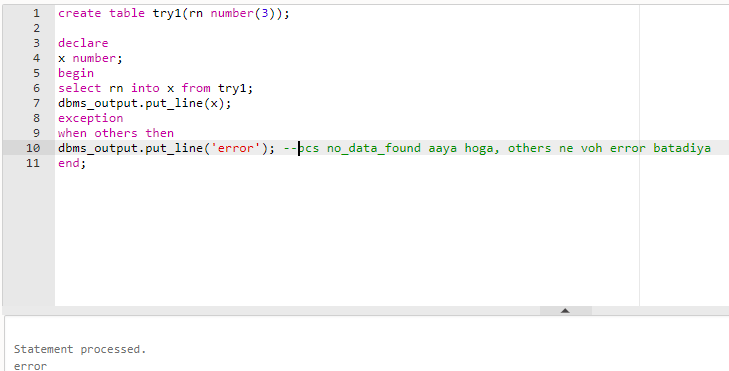 1 create table try1(rn number(3));
2
3 declare
4 x number;
5 begin
6 select rn into x from try1;
7 dbms_output.put_line(x);
8 exception
9 when others then
10 dbms_output.put_line('error'); --bcs no_data_found aaya hoga, others ne voh error batadiya
11 end;
Statement processed.
error